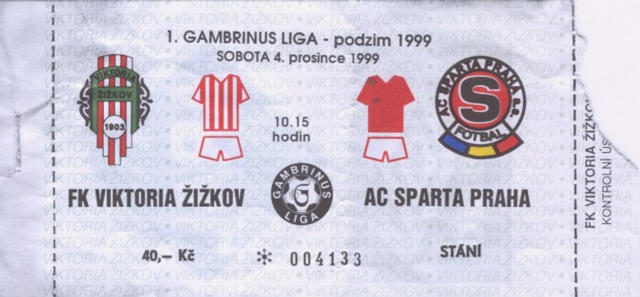 1. GAMBRINUS LIGA - podzim 1999
SOBOTA 4. prosince 1999
VIKTORIA
ŽIŽKOV
1903
10.15
hodin
AC SPARTA PRAHA a.s.
S
FOTBAL
FK VIKTORIA ŽIŽKOV
GAMBRINUS
G
LIGA
AC SPARTA PRAHA
40,– Kč
004133
STÁNÍ
FK VIKTORIA ŽIŽKOV
KONTROLNÍ ÚS